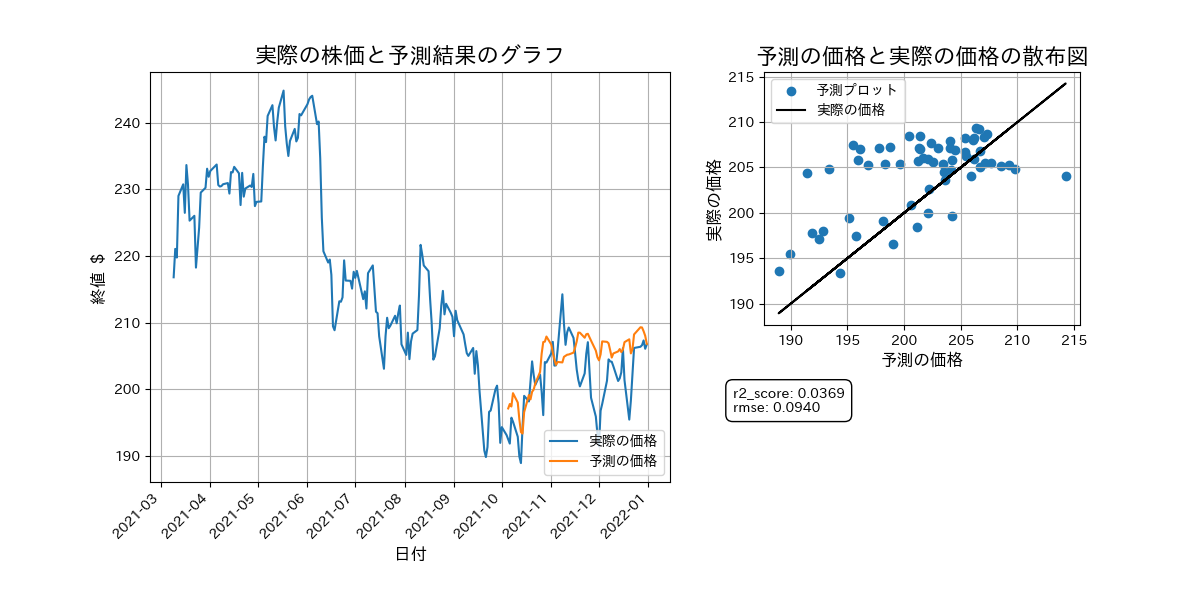 実際の株価と予測結果のグラフ
終値 $
240
230
220
210
200
190
2021-03
2021-04
2021-05
2021-06
2021-07
2021-08
2021-09
2021-10
2021-11
2021-12
2022-01
日付
実際の価格
予測の価格
予測の価格と実際の価格の散布図
実際の価格
215
210
205
200
195
190
190
195
200
205
210
215
予測の価格
予測プロット
実際の価格
r2_score: 0.0369
rmse: 0.0940